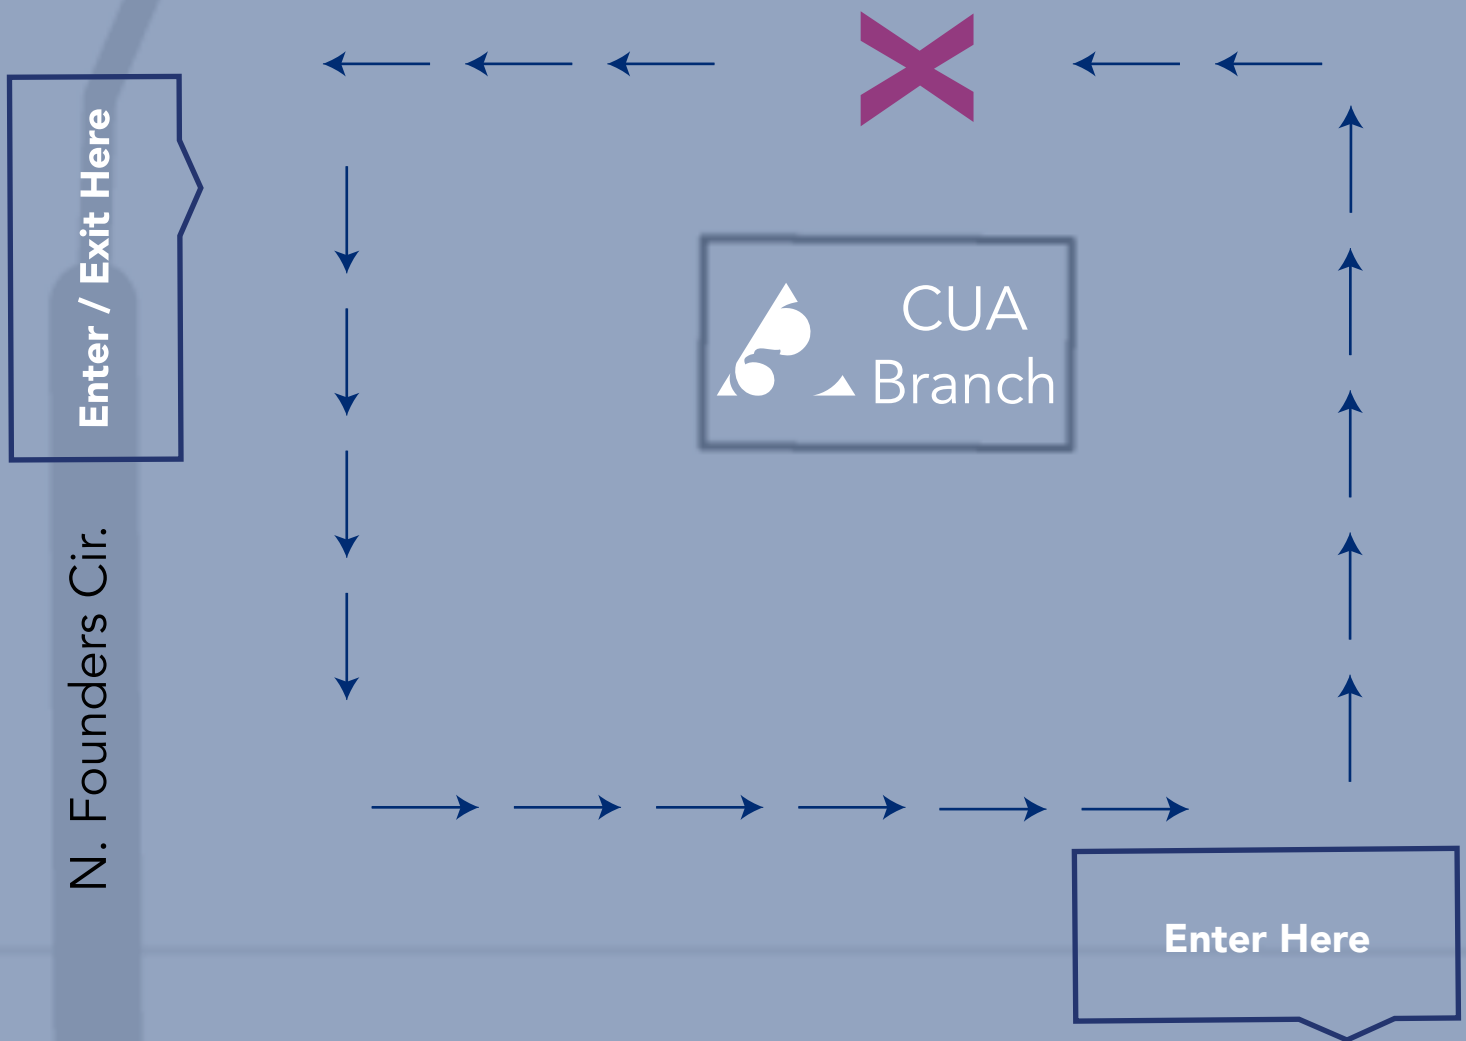 Enter / Exit Here
CUA
Branch
N. Founders Cir.
Enter Here